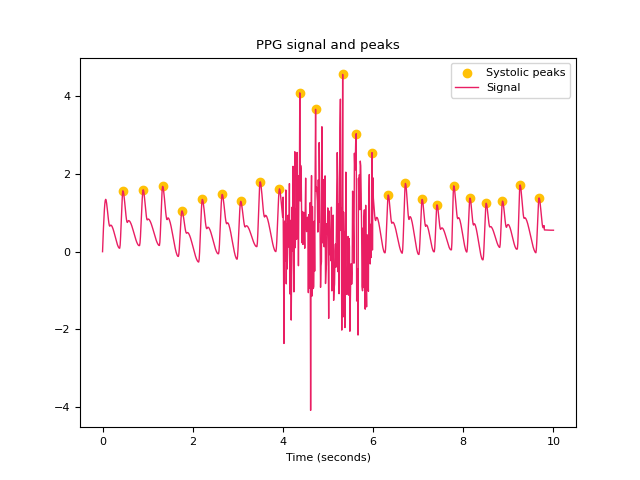 PPG signal and peaks
Systolic peaks
Signal
4
2
0
−2
−4
0 2 4 6 8 10
Time (seconds)